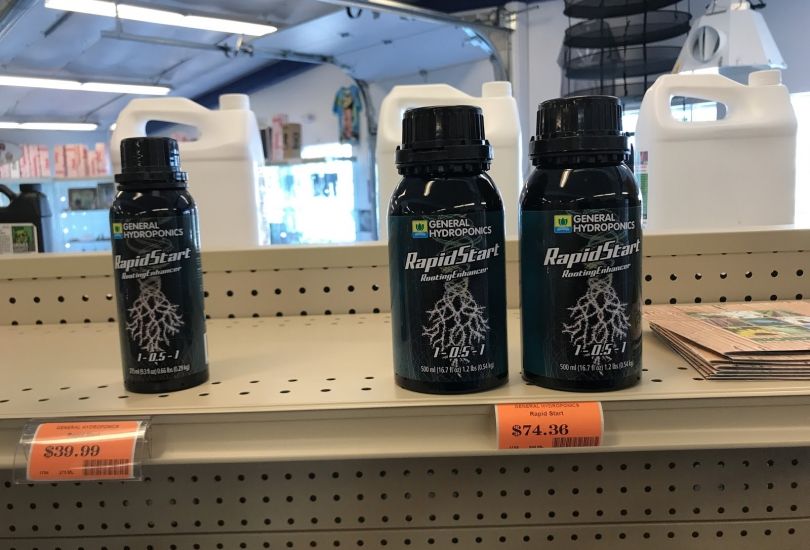 GENERAL
HYDROPONICS
RapidStart
RootingEnhancer
1-0.5-1
GENERAL
HYDROPONICS
RapidStart
RootingEnhancer
1-0.5-1
500 ml (16.7 fl oz) 1.2 lbs (0.54 kg)
GENERAL
HYDROPONICS
RapidStart
RootingEnhancer
1-0.5-1
500 ml (16.7 fl oz) 1.2 lbs (0.54 kg)
GENERAL HYDROPONICS
$39.99
GENERAL HYDROPONICS
Rapid Start
$74.36